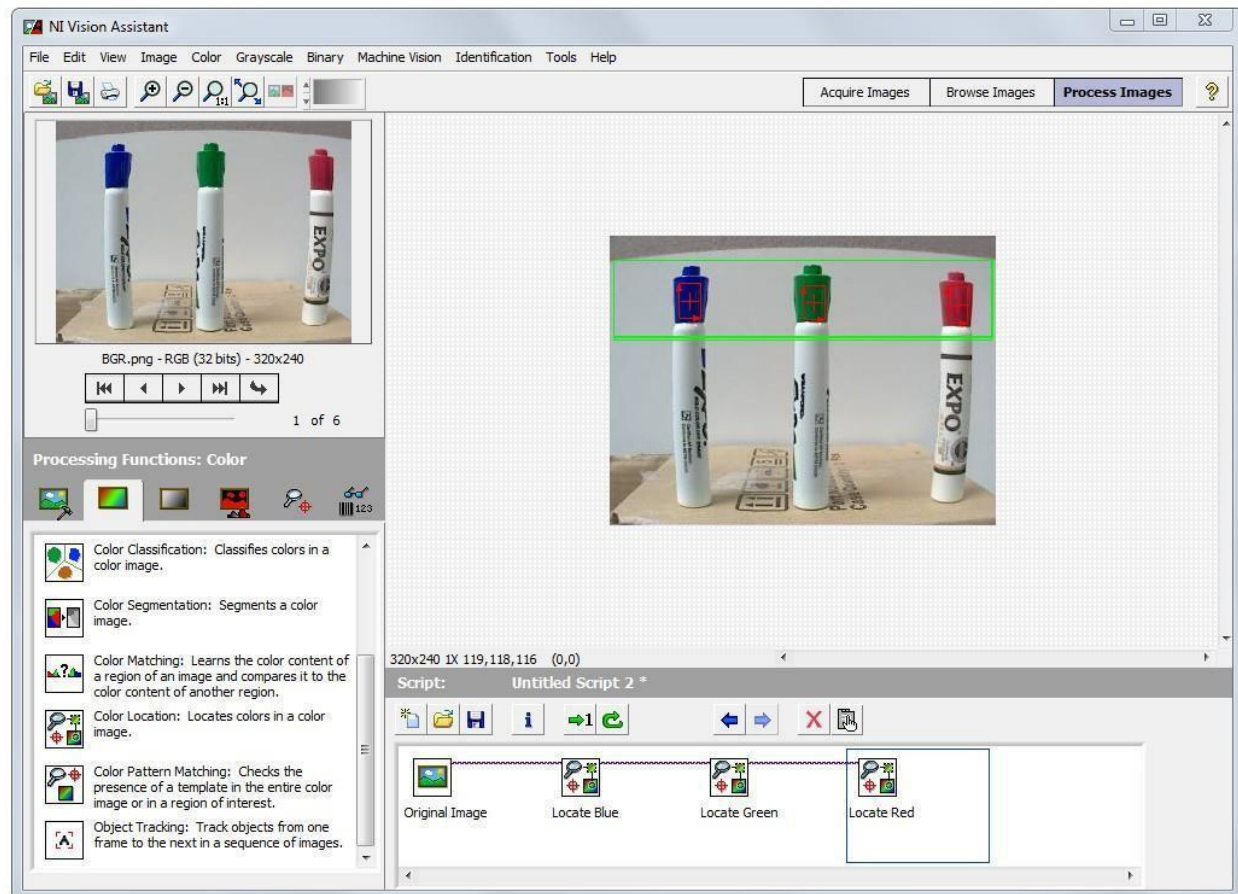 NI Vision Assistant
File Edit View Image Color Grayscale Binary Machine Vision Identification Tools Help
1:1
Acquire Images Browse Images Process Images ?
EXPO
BGR.png - RGB (32 bits) - 320x240
1 of 6
Processing Functions: Color
123
Color Classification: Classifies colors in a
color image.
Color Segmentation: Segments a color
image.
Color Matching: Learns the color content of
a region of an image and compares it to the
color content of another region.
Color Location: Locates colors in a color
image.
Color Pattern Matching: Checks the
presence of a template in the entire color
image or in a region of interest.
Object Tracking: Track objects from one
frame to the next in a sequence of images.
EXPO
320x240 1X 119,118,116 (0,0)
Script: Untitled Script 2 *
i 1
Original Image Locate Blue Locate Green Locate Red